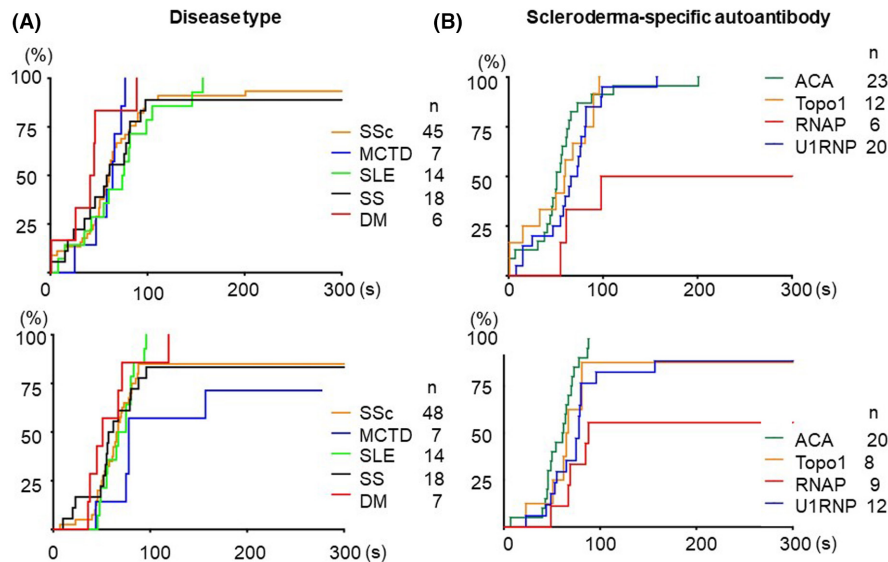 (A) Disease type
(%)
100
75
50
25
0 100 200 300 (s)
n
SSc 45
MCTD 7
SLE 14
SS 18
DM 6
(%)
100
75
50
25
0 100 200 300 (s)
n
SSc 48
MCTD 7
SLE 14
SS 18
DM 7
(B) Scleroderma-specific autoantibody
(%)
100
75
50
25
0 100 200 300 (s)
n
ACA 23
Topo1 12
RNAP 6
U1RNP 20
(%)
100
75
50
25
0 100 200 300 (s)
n
ACA 20
Topo1 8
RNAP 9
U1RNP 12